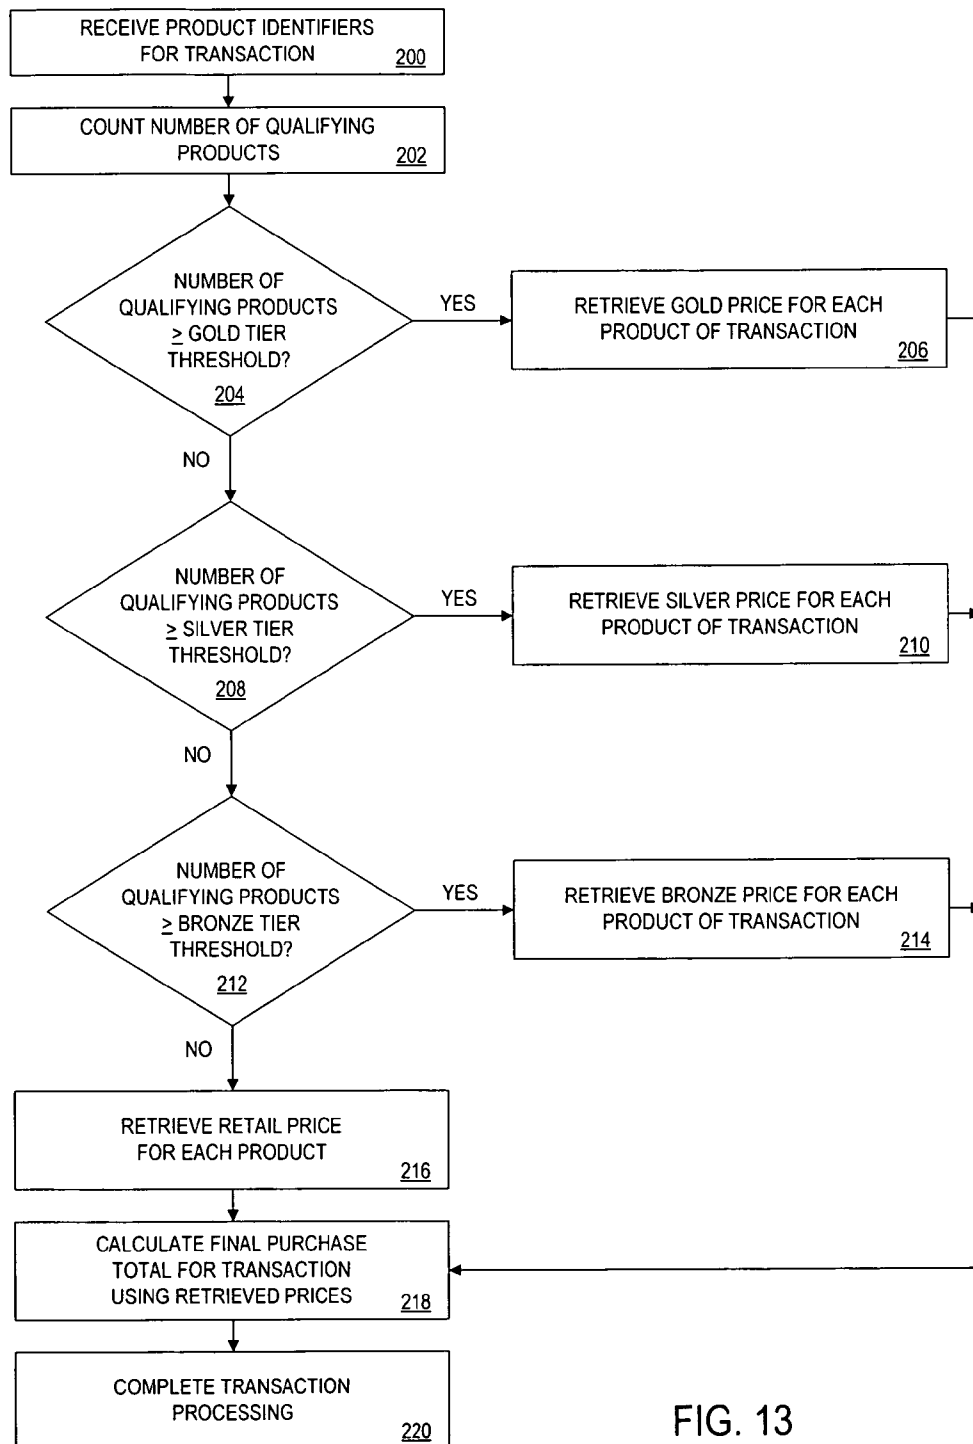 RECEIVE PRODUCT IDENTIFIERS
FOR TRANSACTION
200
COUNT NUMBER OF QUALIFYING
PRODUCTS
202
NUMBER OF
QUALIFYING PRODUCTS
≥ GOLD TIER
THRESHOLD?
204
YES
RETRIEVE GOLD PRICE FOR EACH
PRODUCT OF TRANSACTION
206
NO
NUMBER OF
QUALIFYING PRODUCTS
≥ SILVER TIER
THRESHOLD?
208
YES
RETRIEVE SILVER PRICE FOR EACH
PRODUCT OF TRANSACTION
210
NO
NUMBER OF
QUALIFYING PRODUCTS
≥ BRONZE TIER
THRESHOLD?
212
YES
RETRIEVE BRONZE PRICE FOR EACH
PRODUCT OF TRANSACTION
214
NO
RETRIEVE RETAIL PRICE
FOR EACH PRODUCT
216
CALCULATE FINAL PURCHASE
TOTAL FOR TRANSACTION
USING RETRIEVED PRICES
218
COMPLETE TRANSACTION
PROCESSING
220
FIG. 13